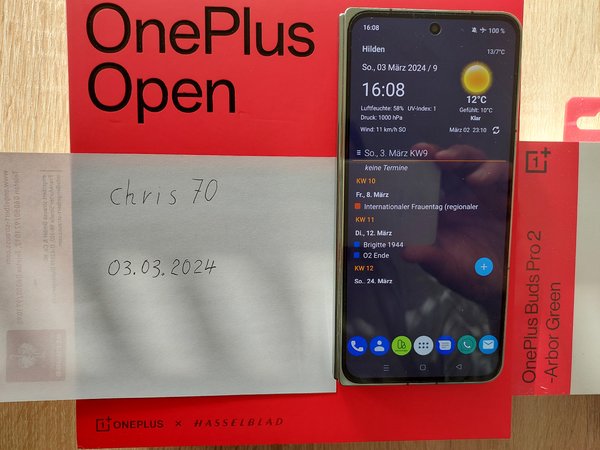 OnePlus
Open
chris 70
03.03.2024
16:08
100 %
Hilden
13/7°C
So., 03 März 2024 / 9
16:08
12°C
Luftfeuchte: 58% UV-Index: 1
Gefühlt: 10°C
Druck: 1000 hPa
Klar
Wind: 11 km/h SO
März 02 23:10
So., 3. März KW9
keine Termine
KW 10
Fr., 8. März
Internationaler Frauentag (regionaler
KW 11
Di., 12. März
Brigitte 1944
O2 Ende
KW 12
So., 24. März
OnePlus Buds Pro 2
-Arbor Green
ONEPLUS × HASSELBLAD